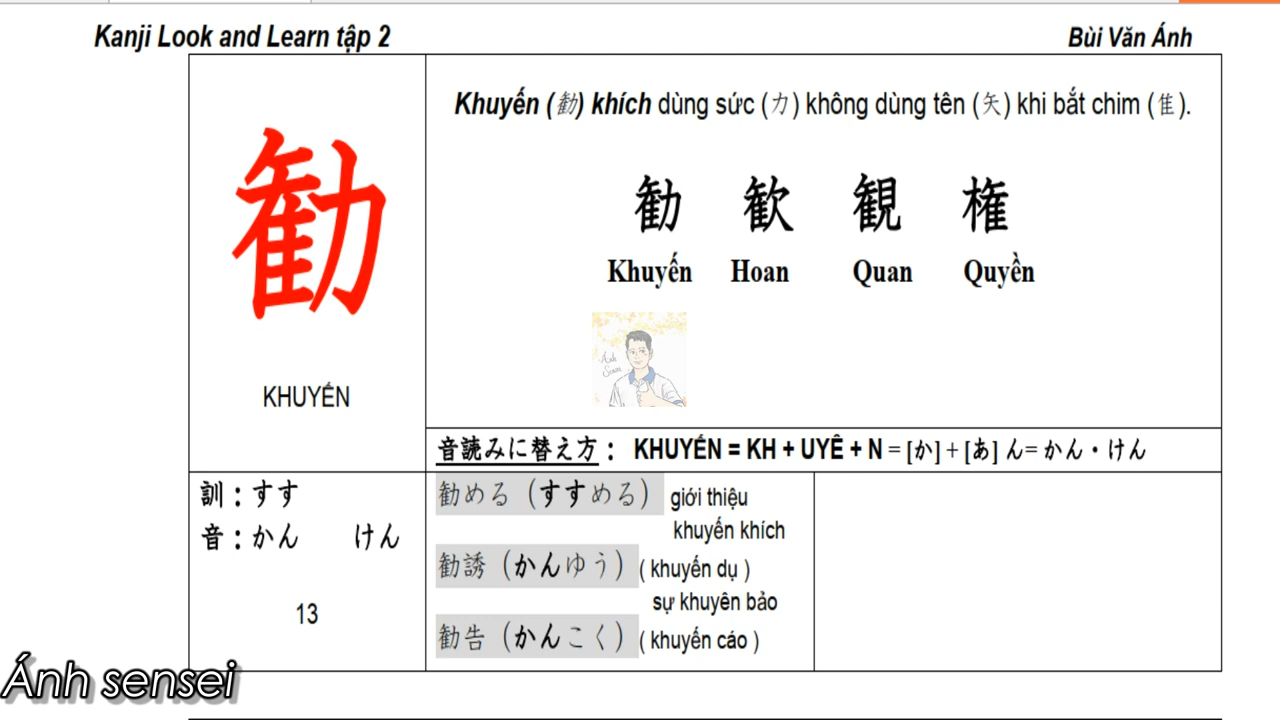 Kanji Look and Learn tập 2
Bùi Văn Ánh
勧
KHUYẾN
Khuyến (勧) khích dùng sức (力) không dùng tên (矢) khi bắt chim (隹).
勧 歓 観 権
Khuyến Hoan Quan Quyền
Ánh Sensei
音読みに替え方： KHUYẾN = KH + UYÊ + N = [か] + [あ] ん= かん・けん
訓：すす
音：かん けん
13
勧める（すすめる） giới thiệu
khuyến khích
勧誘（かんゆう）( khuyến dụ )
sự khuyên bảo
勧告（かんこく）( khuyến cáo )
Ánh sensei